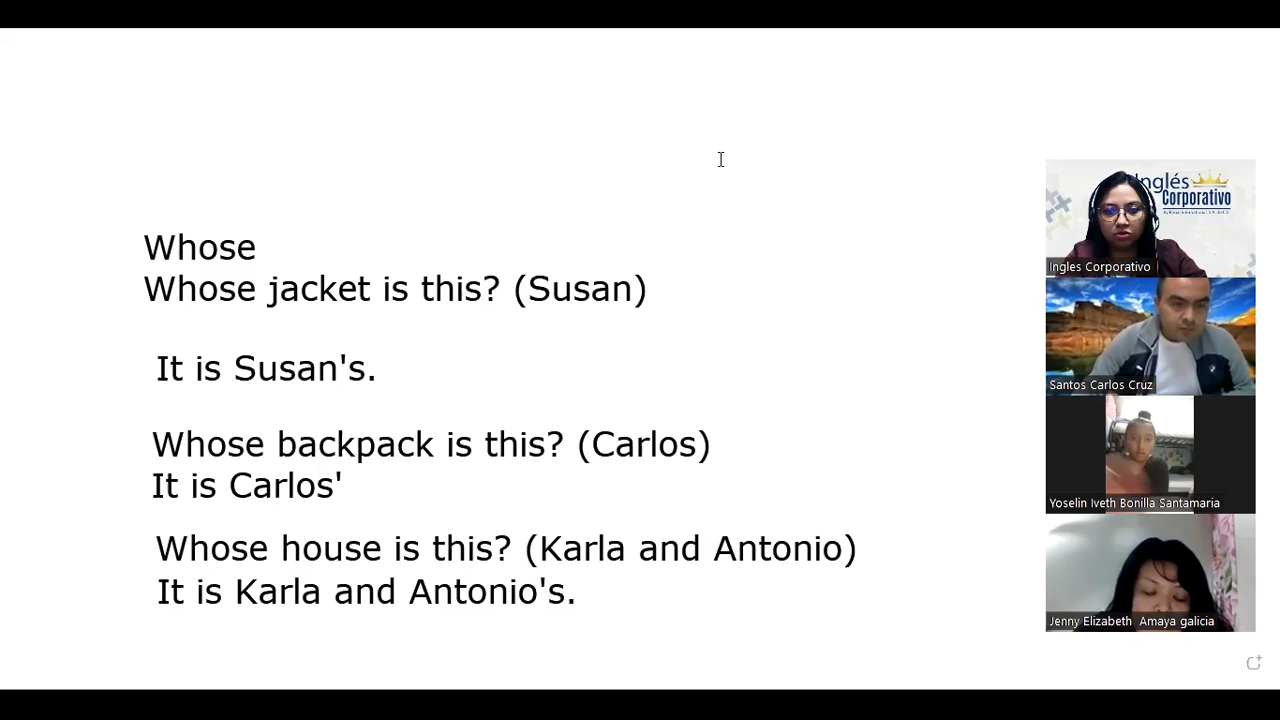 Whose
Whose jacket is this? (Susan)
It is Susan's.
Whose backpack is this? (Carlos)
It is Carlos'
Whose house is this? (Karla and Antonio)
It is Karla and Antonio's.
Inglés
Corporativo
Ingles Corporativo
Santos Carlos Cruz
Yoselin Iveth Bonilla Santamaria
Jenny Elizabeth Amaya galicia